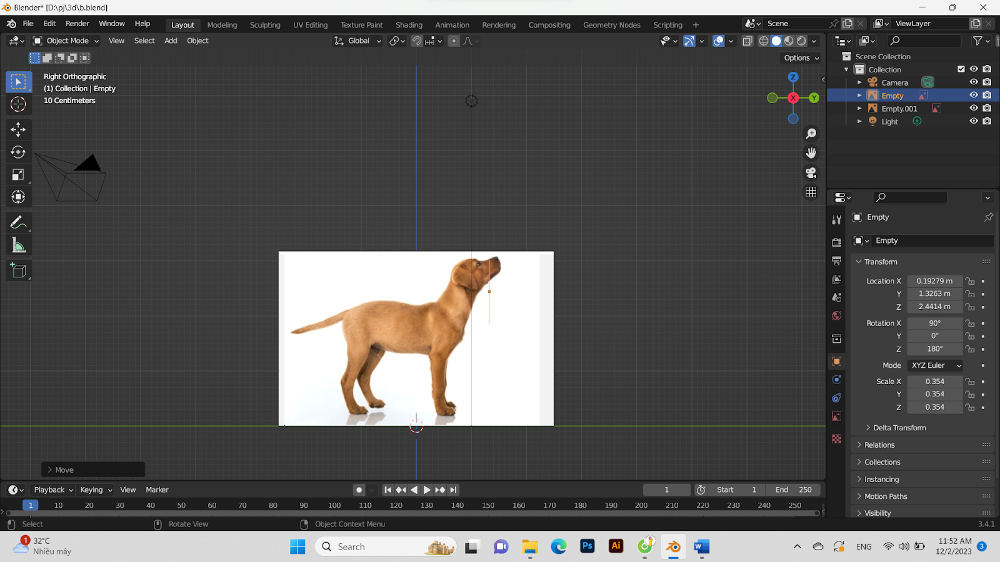 Blender* [D:\pj\3d\b.blend]
File Edit Render Window Help
Layout Modeling Sculpting UV Editing Texture Paint Shading Animation Rendering Compositing Geometry Nodes Scripting +
Scene
ViewLayer
Object Mode View Select Add Object
Global
Options
Right Orthographic
(1) Collection | Empty
10 Centimeters
Z
X
Y
Scene Collection
Collection
Camera
Empty
Empty.001
Light
Empty
Empty
Transform
Location X 0.19279 m
Y 1.3263 m
Z 2.4414 m
Rotation X 90°
Y 0°
Z 180°
Mode XYZ Euler
Scale X 0.354
Y 0.354
Z 0.354
Delta Transform
Relations
Collections
Instancing
Motion Paths
Visibility
Move
Playback Keying View Marker
1
Start 1
End 250
1 10 20 30 40 50 60 70 80 90 100 110 120 130 140 150 160 170 180 190 200 210 220 230 240 250
Select
Rotate View
Object Context Menu
3.4.1
1
32°C
Nhiều mây
Search
Ps
Ai
W
ENG
11:52 AM
12/2/2023
3